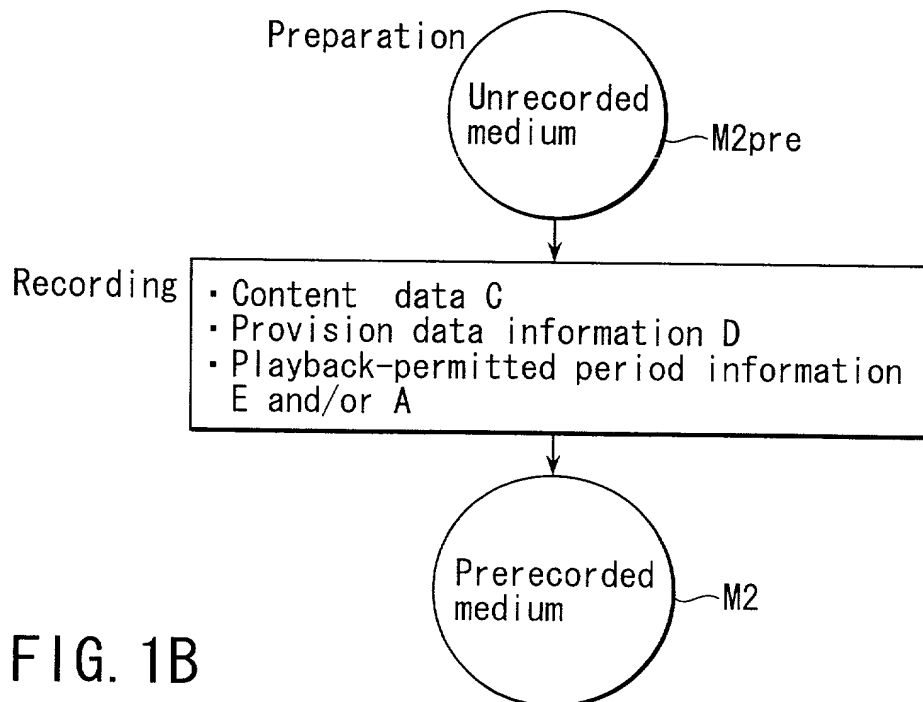 Preparation
Unrecorded
medium
M2pre
Recording
・Content data C
・Provision data information D
・Playback-permitted period information
E and/or A
Prerecorded
medium
M2
FIG. 1B